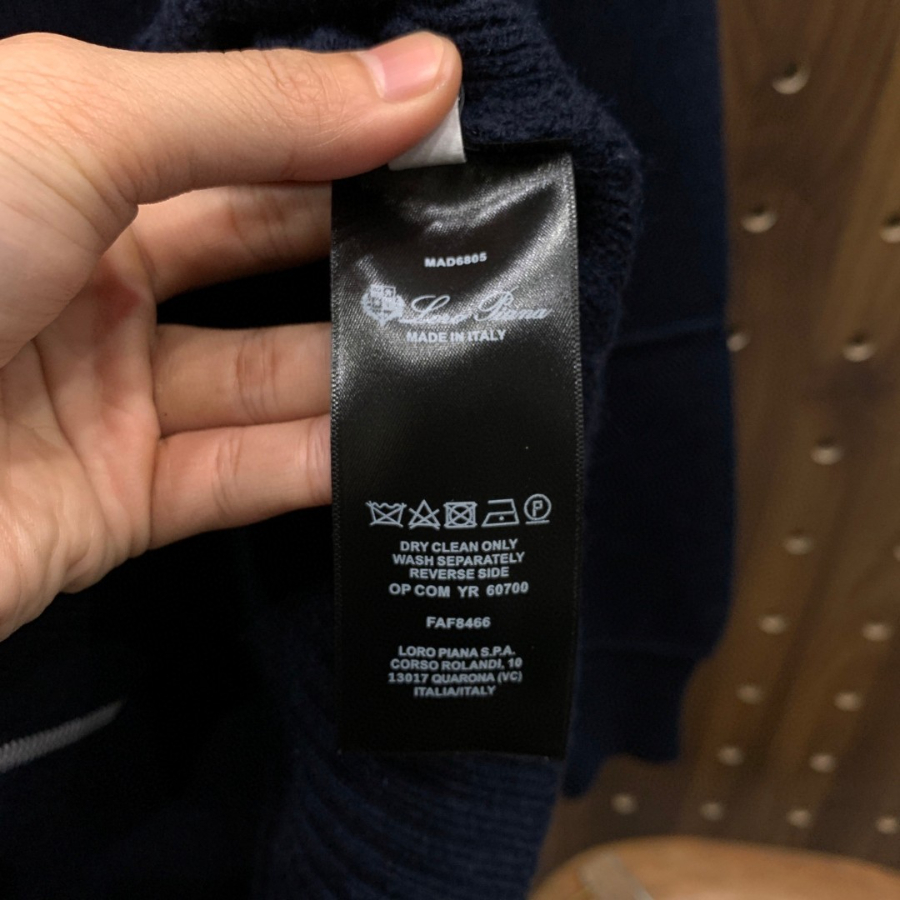 MAD6805
Loro Piana
MADE IN ITALY
P
DRY CLEAN ONLY
WASH SEPARATELY
REVERSE SIDE
OP COM YR 60700
FAF8466
LORO PIANA S.P.A.
CORSO ROLANDI, 10
13017 QUARONA (VC)
ITALIA/ITALY